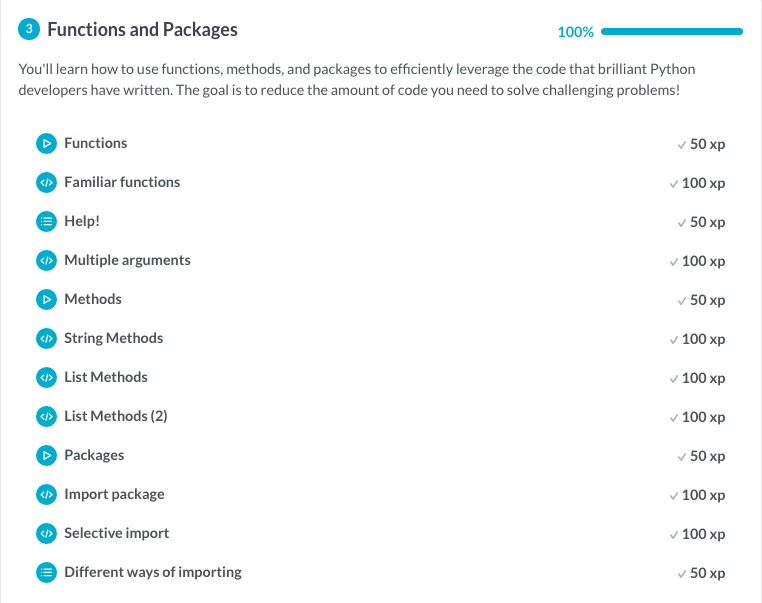 3 Functions and Packages 100%
You'll learn how to use functions, methods, and packages to efficiently leverage the code that brilliant Python
developers have written. The goal is to reduce the amount of code you need to solve challenging problems!
Functions 50 xp
Familiar functions 100 xp
Help! 50 xp
Multiple arguments 100 xp
Methods 50 xp
String Methods 100 xp
List Methods 100 xp
List Methods (2) 100 xp
Packages 50 xp
Import package 100 xp
Selective import 100 xp
Different ways of importing 50 xp